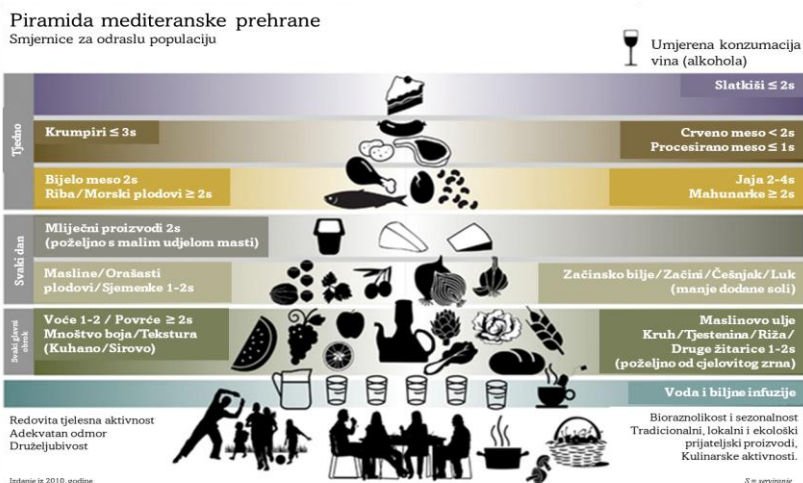 Piramida mediteranske prehrane
Smjernice za odraslu populaciju
Umjerena konzumacija
vina (alkohola)
Tjedno
Slatkiši ≤ 2s
Krumpiri ≤ 3s
Crveno meso < 2s
Procesirano meso ≤ 1s
Bijelo meso 2s
Riba/Morski plodovi ≥ 2s
Jaja 2-4s
Mahunarke ≥ 2s
Svaki dan
Mliječni proizvodi 2s
(poželjno s malim udjelom masti)
Masline/Orašasti
plodovi/Sjemenke 1-2s
Začinsko bilje/Začini/Češnjak/Luk
(manje dodane soli)
Svaki glavni
obrok
Voće 1-2 / Povrće ≥ 2s
Mnoštvo boja/Tekstura
(Kuhano/Sirovo)
Maslinovo ulje
Kruh/Tjestenina/Riža/
Druge žitarice 1-2s
(poželjno od cjelovitog zrna)
Voda i biljne infuzije
Redovita tjelesna aktivnost
Adekvatan odmor
Druželjubivost
Bioraznolikost i sezonalnost
Tradicionalni, lokalni i ekološki
prijateljski proizvodi,
Kulinarske aktivnosti.
Izdanje iz 2010. godine
S = serviranje